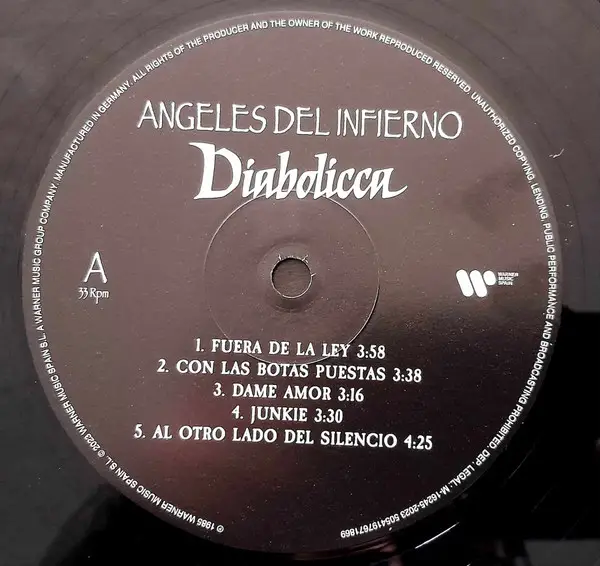 ANGELES DEL INFIERNO
Diabolicca
A
33 Rpm
WARNER
MUSIC
SPAIN
1. FUERA DE LA LEY 3:58
2. CON LAS BOTAS PUESTAS 3:38
3. DAME AMOR 3:16
4. JUNKIE 3:30
5. AL OTRO LADO DEL SILENCIO 4:25
℗ 1985 WARNER MUSIC SPAIN S.L. © 2023 WARNER MUSIC SPAIN S.L. A WARNER MUSIC GROUP COMPANY. MANUFACTURED IN GERMANY. ALL RIGHTS OF THE PRODUCER AND THE OWNER OF THE WORK REPRODUCED RESERVED. UNAUTHORIZED COPYING, LENDING, PUBLIC PERFORMANCE AND BROADCASTING PROHIBITED. DEP. LEGAL: M-16245-2023 5054197671869